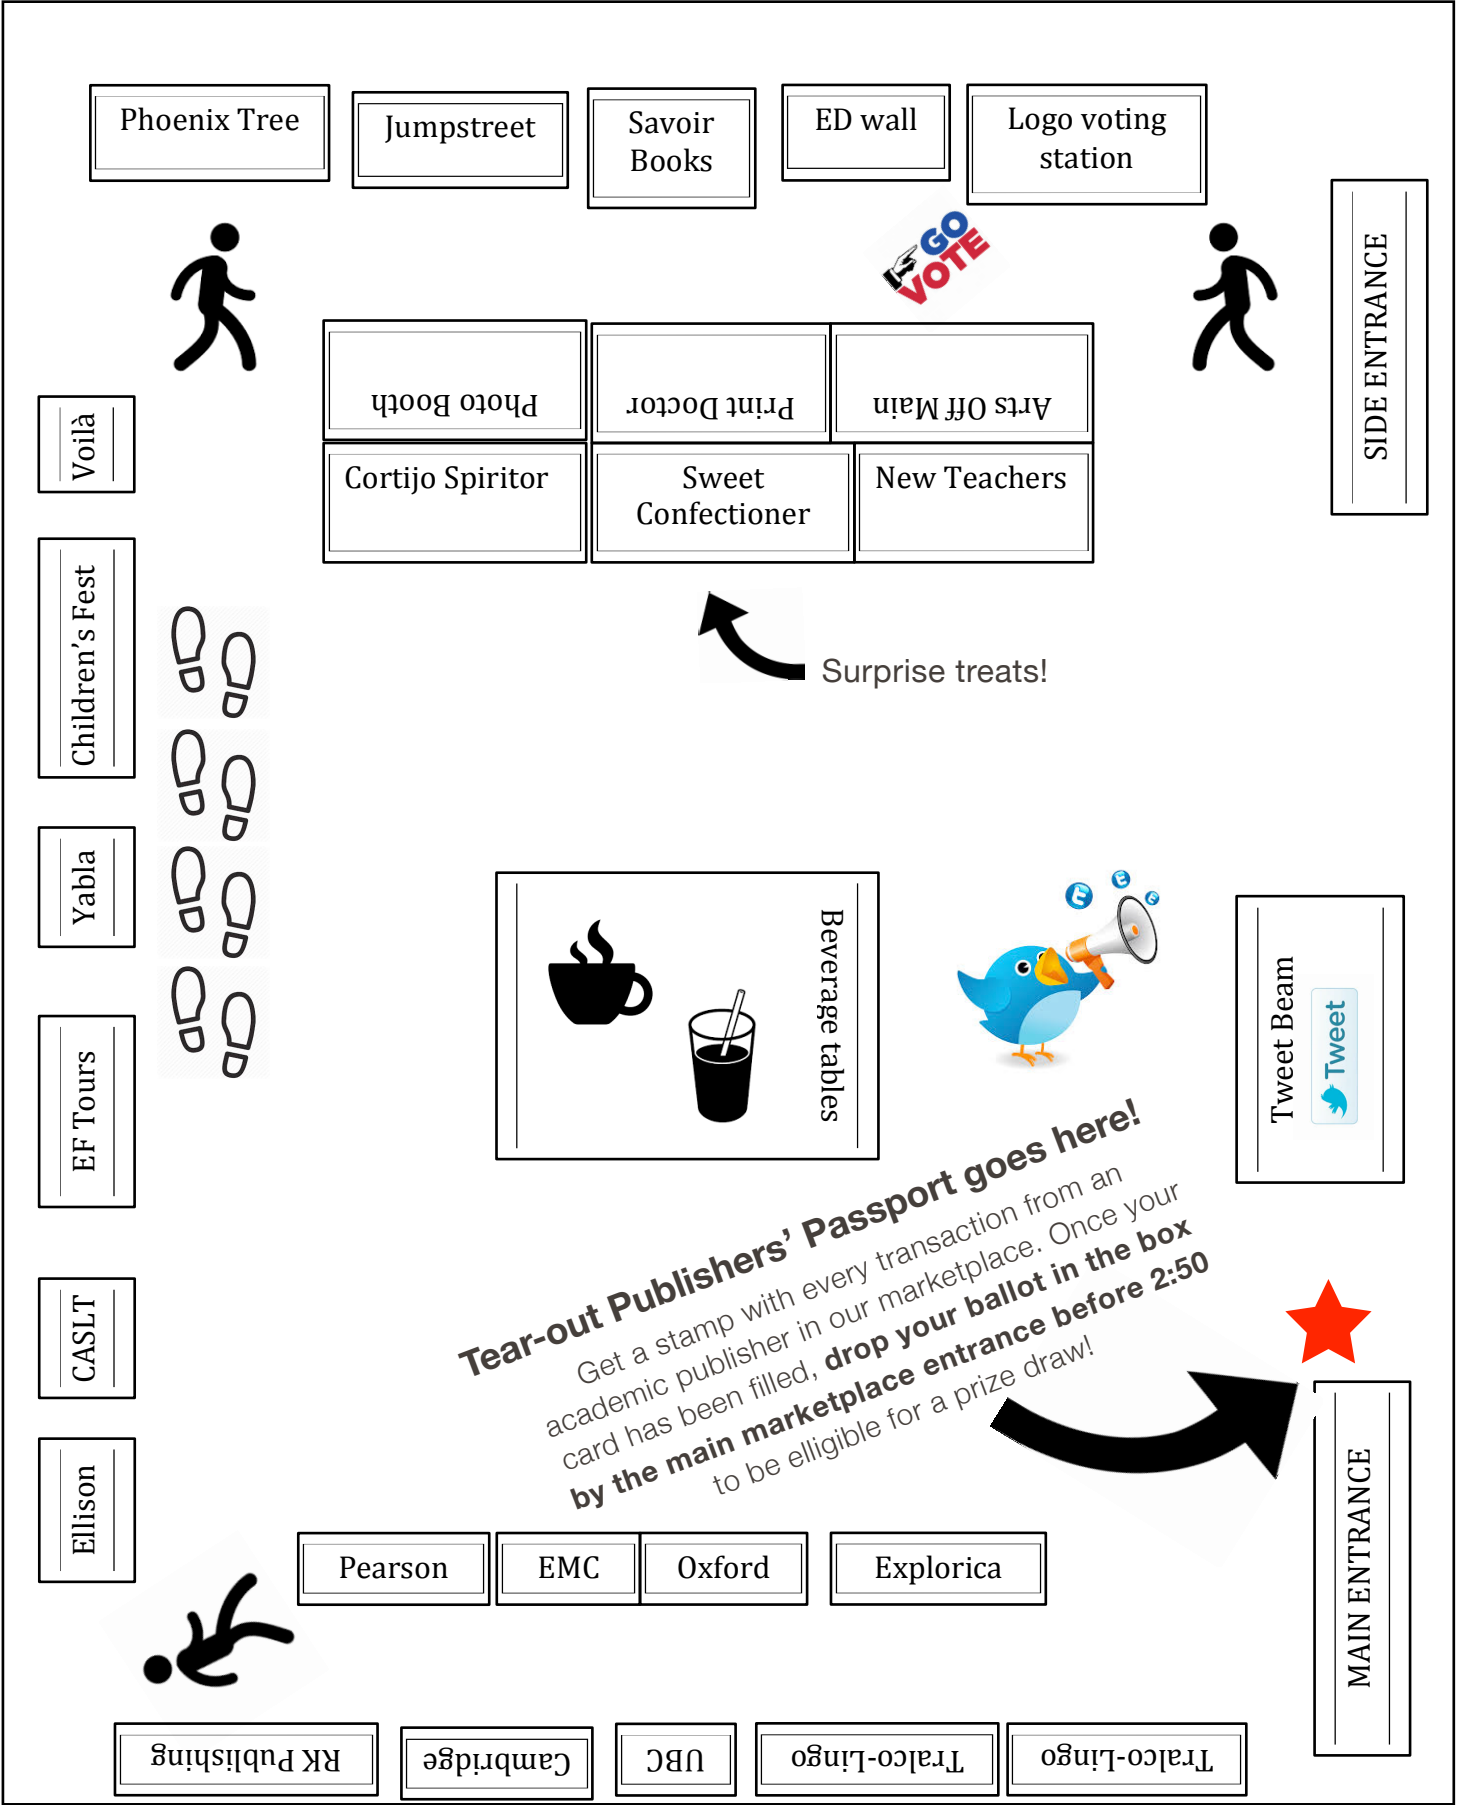 Phoenix Tree
Jumpstreet
Savoir
Books
ED wall
Logo voting
station
GO
VOTE
SIDE ENTRANCE
Photo Booth
Print Doctor
Arts Off Main
Cortijo Spiritor
Sweet
Confectioner
New Teachers
Voilà
Children's Fest
Surprise treats!
Yabla
Beverage tables
Tweet Beam
Tweet
EF Tours
Tear-out Publishers' Passport goes here!
Get a stamp with every transaction from an
academic publisher in our marketplace. Once your
card has been filled, drop your ballot in the box
by the main marketplace entrance before 2:50
to be elligible for a prize draw!
CASLT
Ellison
MAIN ENTRANCE
Pearson
EMC
Oxford
Explorica
RK Publishing
Cambridge
UBC
Tralco-Lingo
Tralco-Lingo